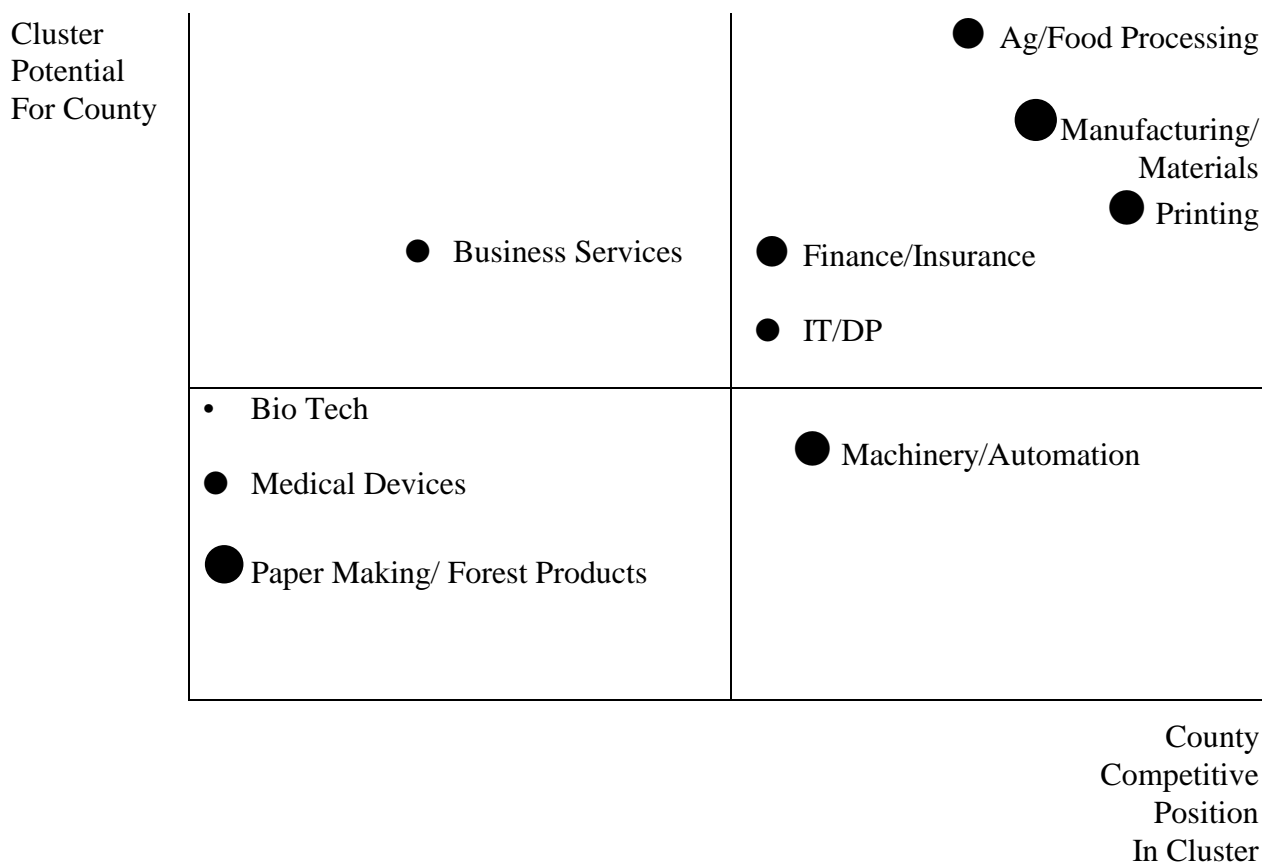 Cluster
Potential
For County
Ag/Food Processing
Manufacturing/
Materials
Printing
Business Services
Finance/Insurance
IT/DP
• Bio Tech
Machinery/Automation
Medical Devices
Paper Making/ Forest Products
County
Competitive
Position
In Cluster